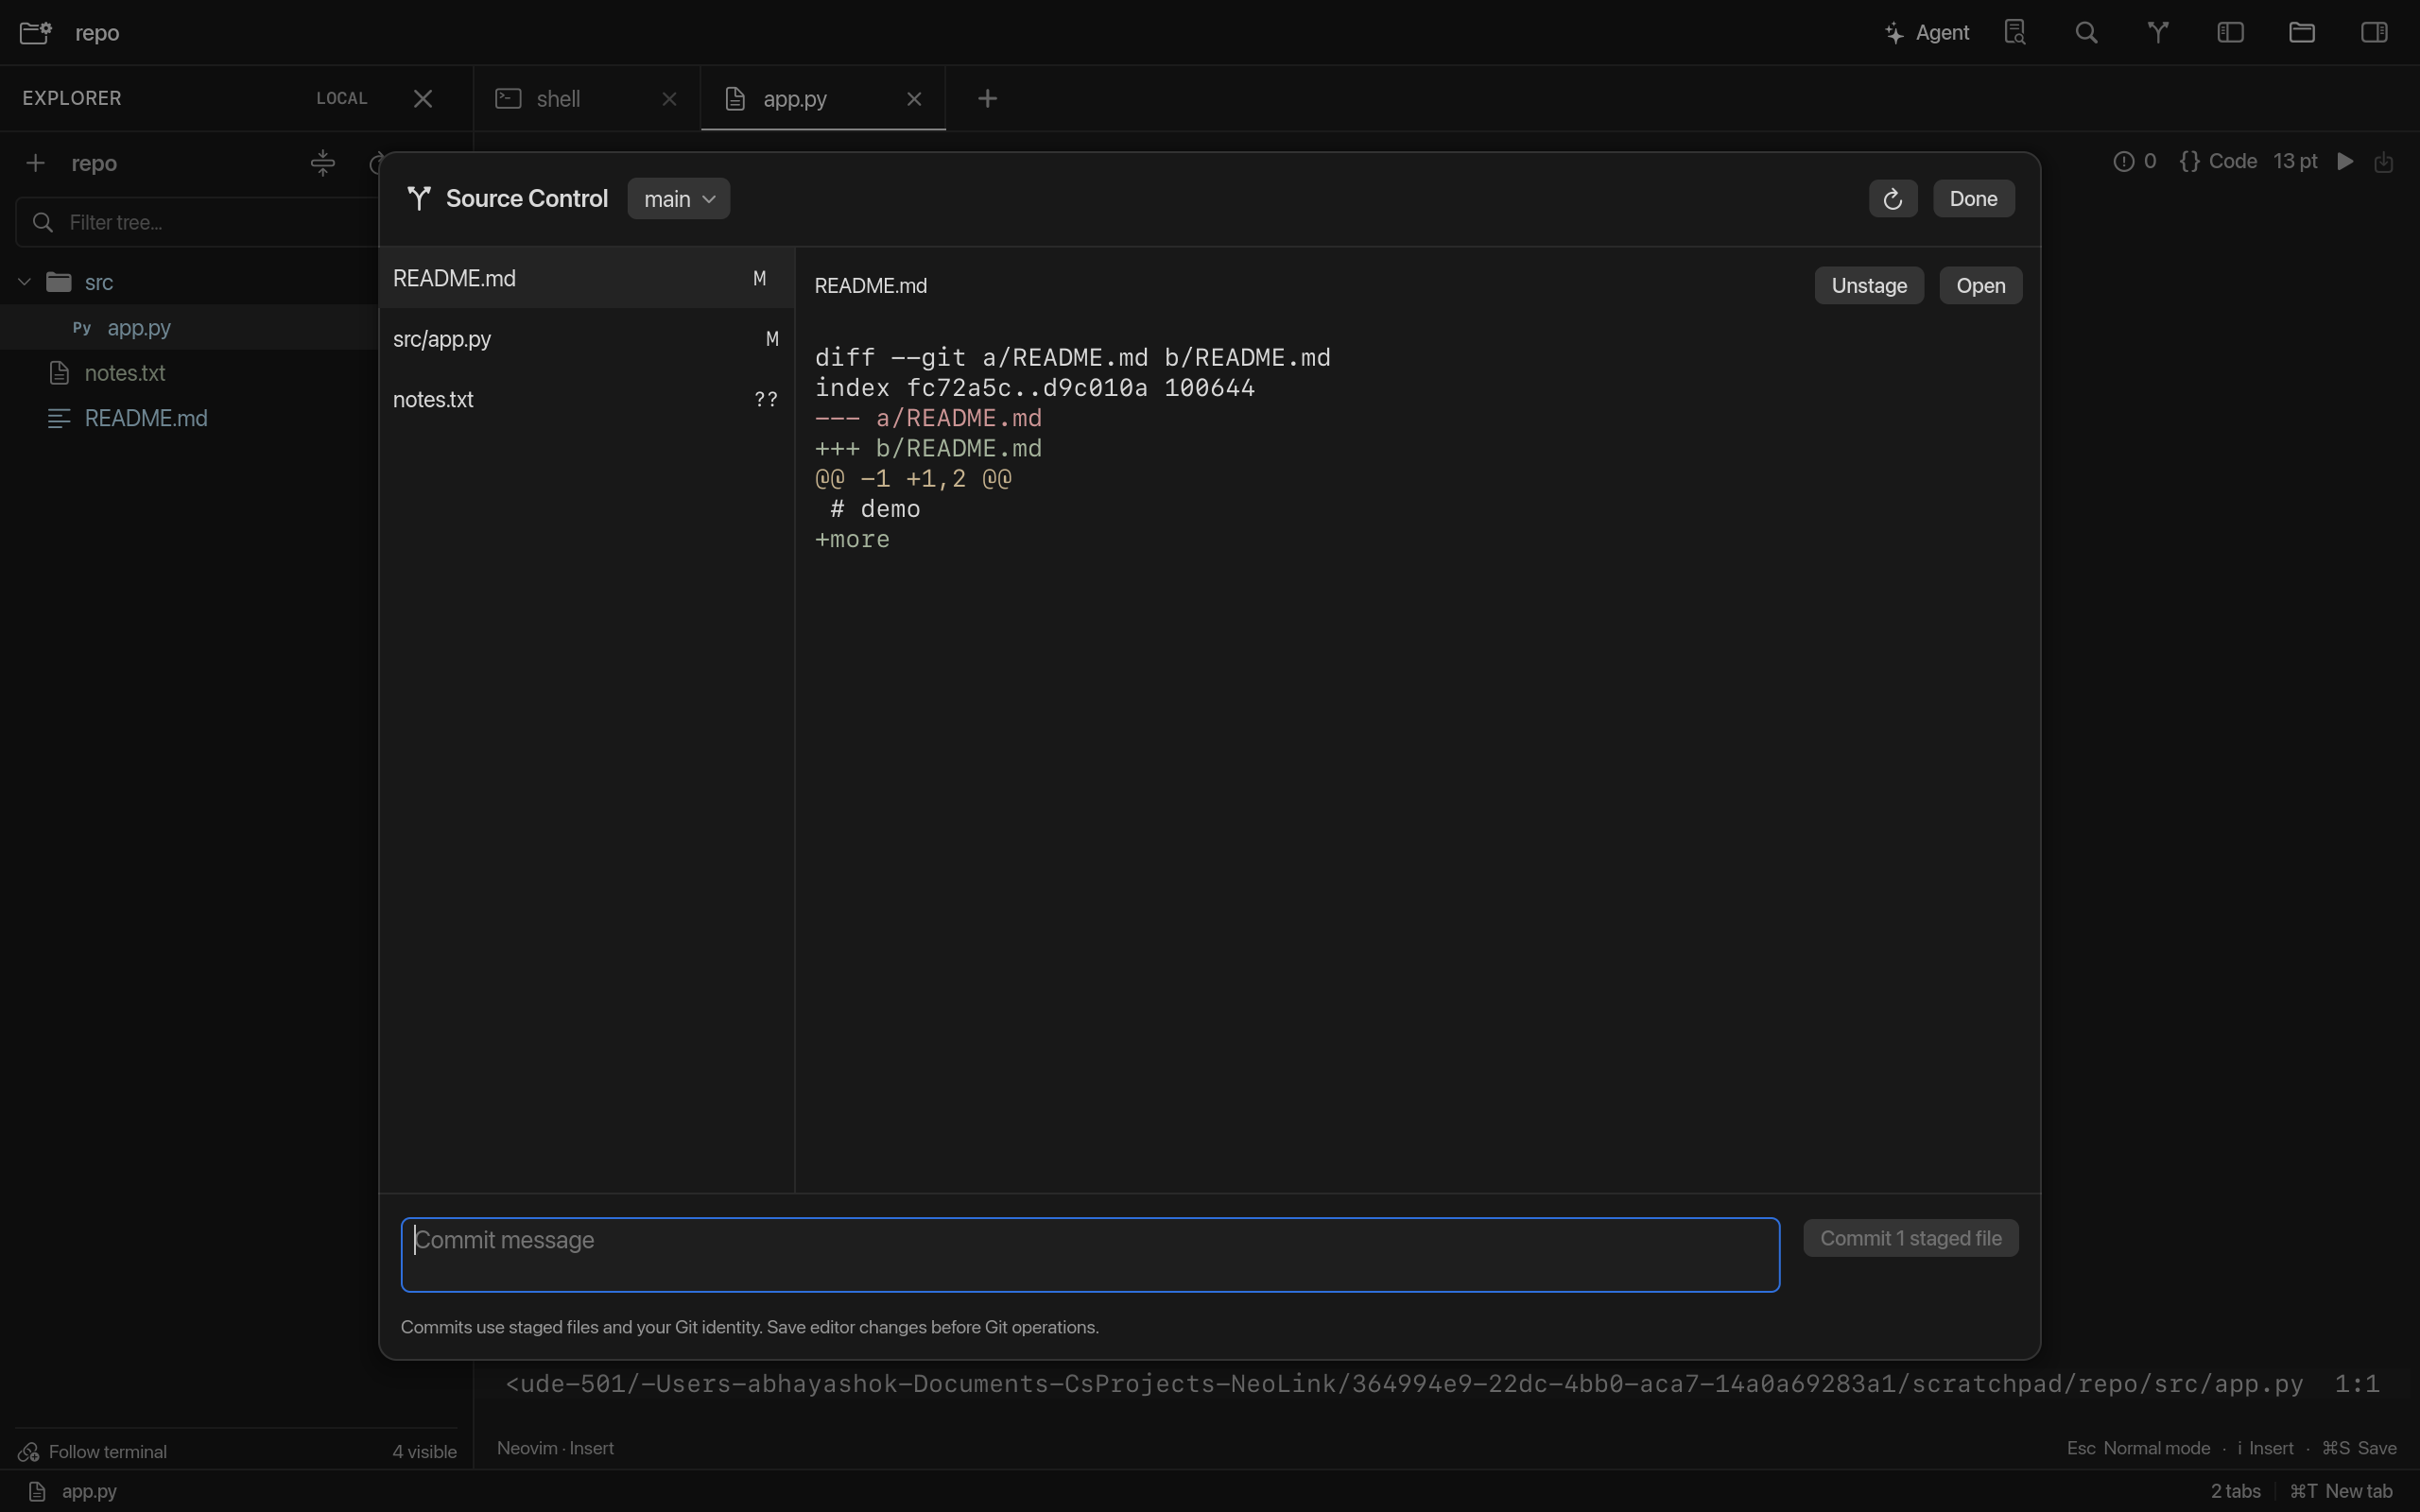 repo
Agent
EXPLORER LOCAL
shell
app.py
repo
0 {} Code 13 pt
Filter tree...
src
Py app.py
notes.txt
README.md
Source Control main
Done
README.md M
src/app.py M
notes.txt ??
README.md
Unstage Open
diff --git a/README.md b/README.md
index fc72a5c..d9c010a 100644
--- a/README.md
+++ b/README.md
@@ -1 +1,2 @@
# demo
+more
Commit message
Commit 1 staged file
Commits use staged files and your Git identity. Save editor changes before Git operations.
<ude-501/-Users-abhayashok-Documents-CsProjects-NeoLink/364994e9-22dc-4bb0-aca7-14a0a69283a1/scratchpad/repo/src/app.py 1:1
Follow terminal 4 visible
Neovim · Insert
Esc Normal mode · i Insert · ⌘S Save
app.py
2 tabs ⌘T New tab